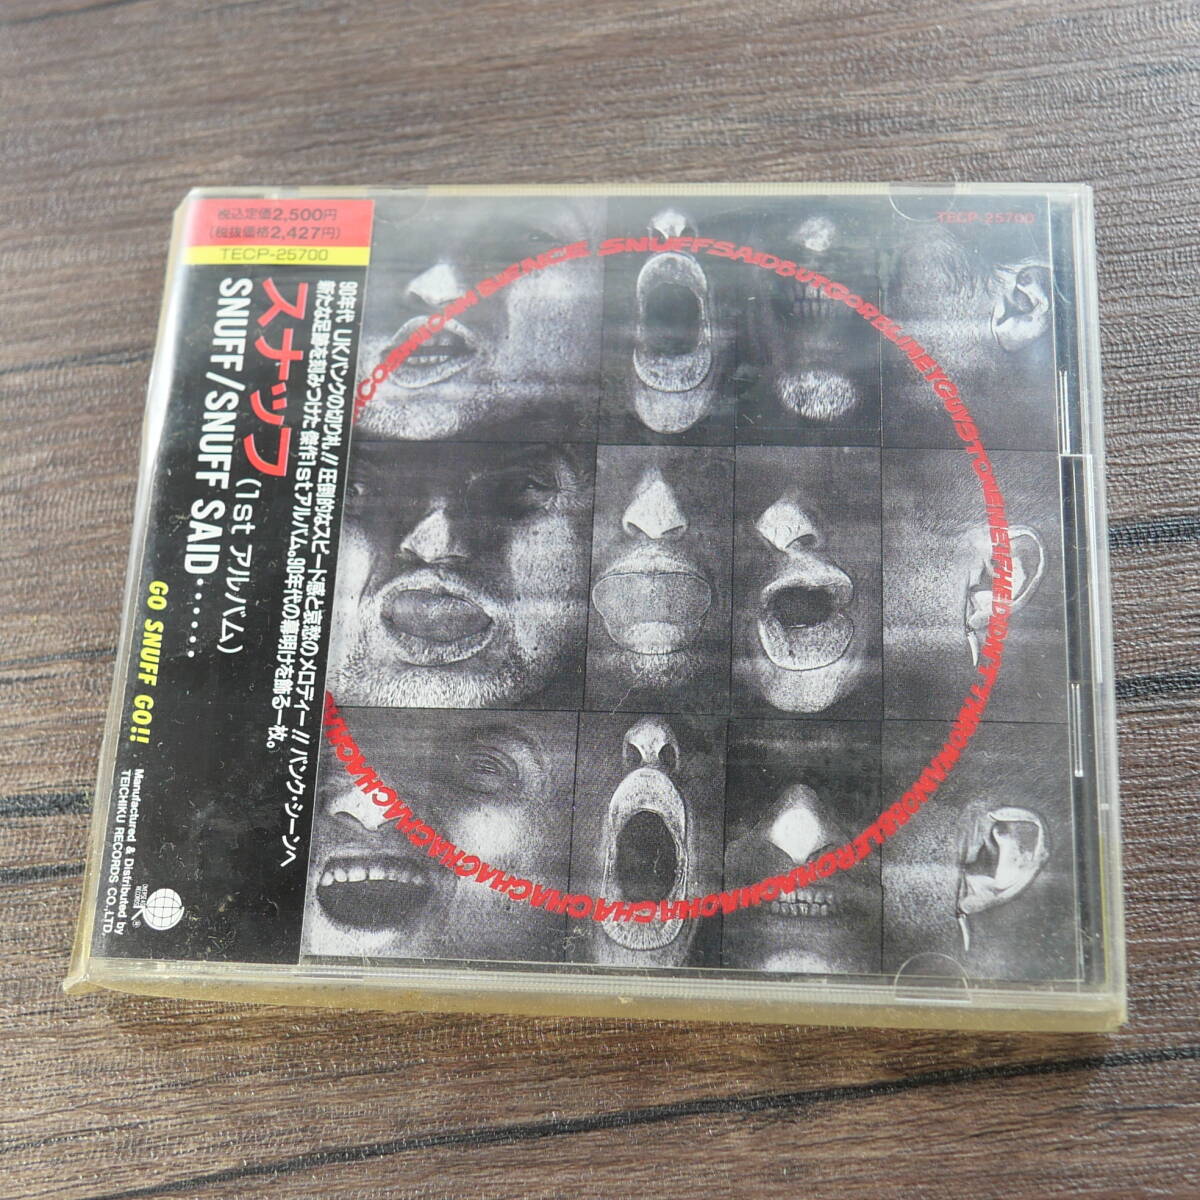 税込定価2,500円
(税抜価格2,427円)
TECP-25700
スナッフ(1st アルバム)
SNUFF/SNUFF SAID・・・・・・
GO SNUFF GO!!
90年代 UKパンクの切り札!! 圧倒的なスピード感と哀愁のメロディー!! パンク・シーンへ
新たな足跡を刻みつけた 傑作1stアルバム。90年代の幕明けを飾る一枚。
Manufactured & Distributed by
TEICHIKU RECORDS CO.,LTD.
TECP-25700
SNUFFSAIDBUTGORBLIMEYGUVSTONEMEIFHEDIDN'TTHROWAWOBBLERCHACHACHACHACHACHACHACHACHACHACHA